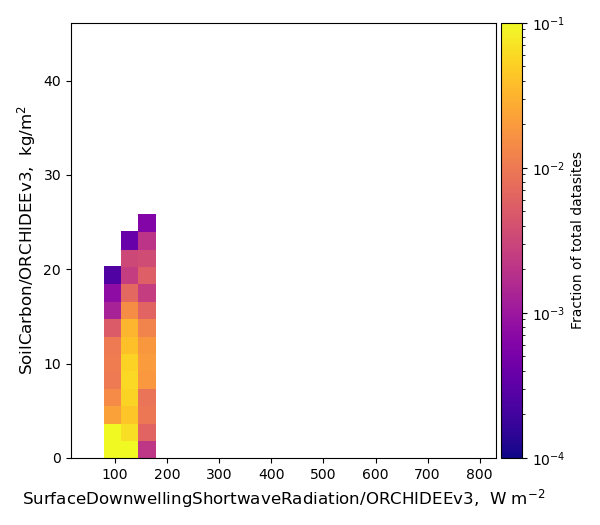 40
30
20
10
0
100 200 300 400 500 600 700 800
SoilCarbon/ORCHIDEEv3, kg/m²
SurfaceDownwellingShortwaveRadiation/ORCHIDEEv3, W m⁻²
10⁻¹
10⁻²
10⁻³
10⁻⁴
Fraction of total datasites